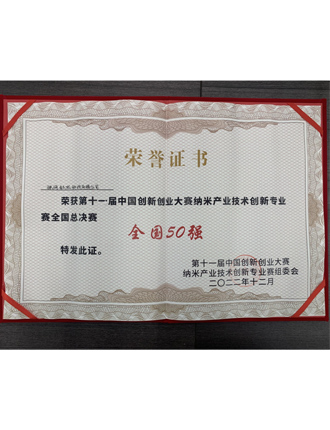 荣誉证书
荣获第十一届中国创新创业大赛纳米产业技术创新专业
赛全国总决赛
全国50强
特发此证。
第十一届中国创新创业大赛
纳米产业技术创新专业赛组委会
二〇二二年十二月